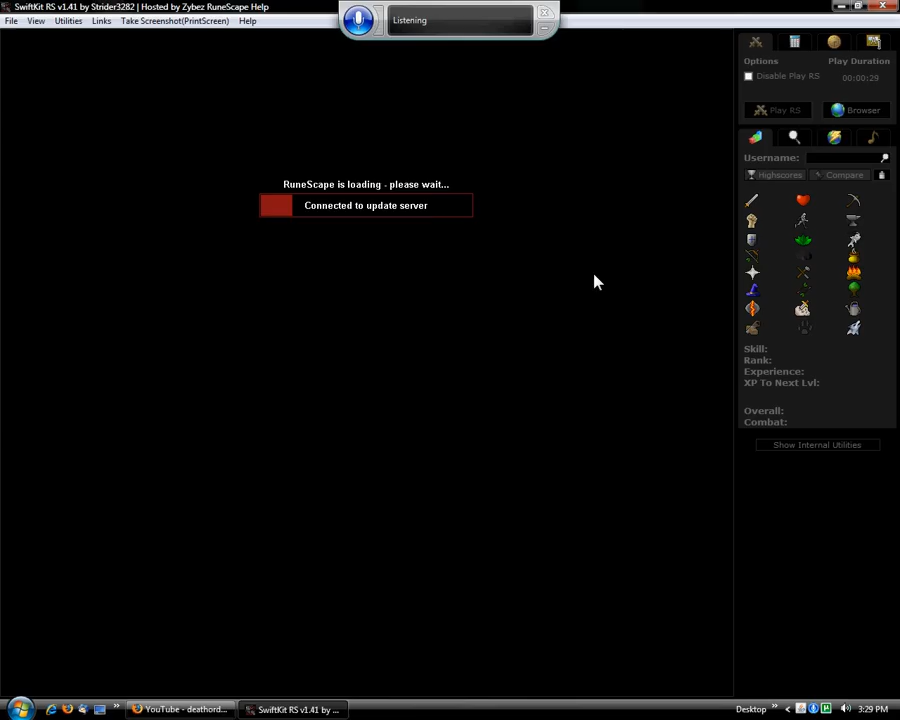 SwiftKit RS v1.41 by Strider3282 | Hosted by Zybez RuneScape Help
File View Utilities Links Take Screenshot(PrintScreen) Help
Listening
Options Play Duration
Disable Play RS 00:00:29
Play RS Browser
RuneScape is loading - please wait...
Connected to update server
Username:
Highscores Compare
Skill:
Rank:
Experience:
XP To Next Lvl:
Overall:
Combat:
Show Internal Utilities
YouTube - deathord... SwiftKit RS v1.41 by ... Desktop 3:29 PM